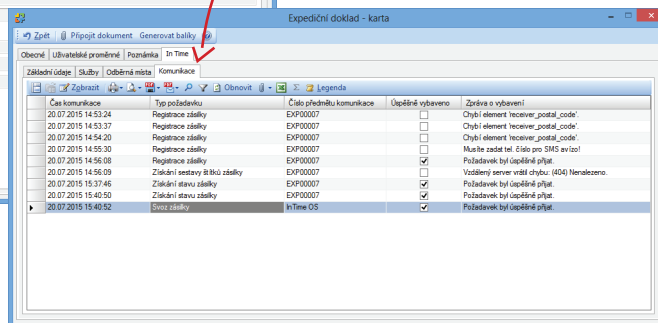 Expediční doklad - karta
Zpět Připojit dokument Generovat balíky
Obecné Uživatelské proměnné Poznámka In Time
Základní údaje Služby Odběrná místa Komunikace
Zobrazit Obnovit Σ Legenda
Čas komunikace Typ požadavku Číslo předmětu komunikace Úspěšně vybaveno Zpráva o vybavení
20.07.2015 14:53:24 Registrace zásilky EXP00007 Chybí element 'receiver_postal_code'.
20.07.2015 14:53:37 Registrace zásilky EXP00007 Chybí element 'receiver_postal_code'.
20.07.2015 14:54:20 Registrace zásilky EXP00007 Chybí element 'receiver_postal_code'.
20.07.2015 14:55:30 Registrace zásilky EXP00007 Musíte zadat tel. číslo pro SMS avízo!
20.07.2015 14:56:08 Registrace zásilky EXP00007 Požadavek byl úspěšně přijat.
20.07.2015 14:56:09 Získání sestavy štítků zásilky EXP00007 Vzdálený server vrátil chybu: (404) Nenalezeno.
20.07.2015 15:37:46 Získání stavu zásilky EXP00007 Požadavek byl úspěšně přijat.
20.07.2015 15:40:50 Získání stavu zásilky EXP00007 Požadavek byl úspěšně přijat.
20.07.2015 15:40:52 Svoz zásilky InTime OS Požadavek byl úspěšně přijat.